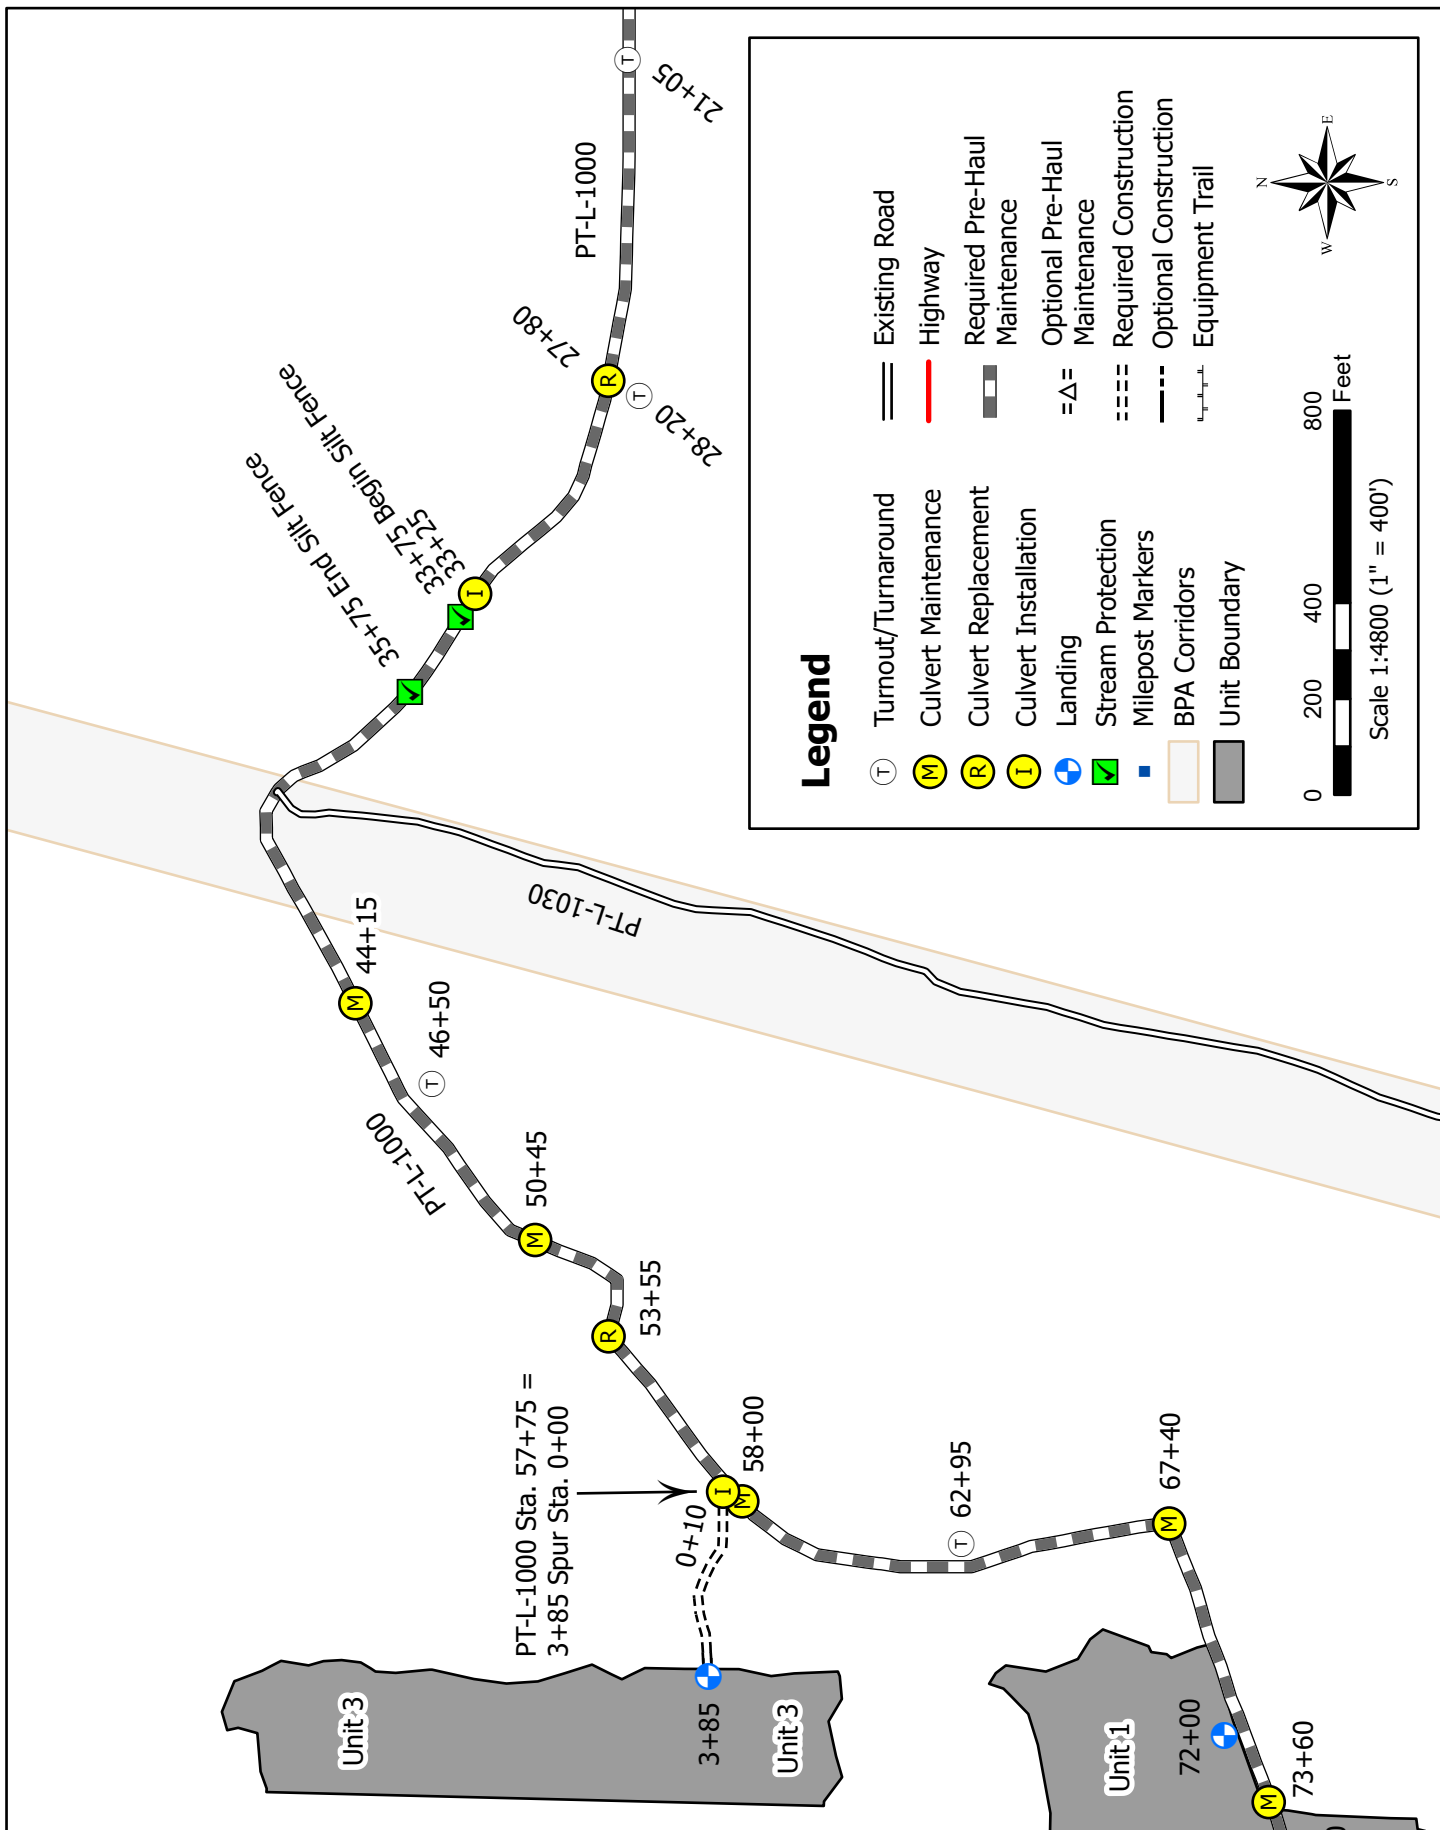 21+05
PT-L-1000
27+80
28+20
33+75 Begin Silt Fence
33+25
35+75 End Silt Fence
PT-L-1030
44+15
46+50
PT-L-1000
50+45
53+55
PT-L-1000 Sta. 57+75 =
3+85 Spur Sta. 0+00
0+10
58+00
62+95
67+40
Unit 3
3+85
Unit 3
Unit 1
72+00
73+60
T
R
T
I
M
T
M
R
I
M
T
M
M
Legend
T Turnout/Turnaround
M Culvert Maintenance
R Culvert Replacement
I Culvert Installation
Landing
Stream Protection
Milepost Markers
BPA Corridors
Unit Boundary
Existing Road
Highway
Required Pre-Haul
Maintenance
Optional Pre-Haul
Maintenance
Required Construction
Optional Construction
Equipment Trail
0 200 400 800
Feet
Scale 1:4800 (1" = 400')
N
W
E
S